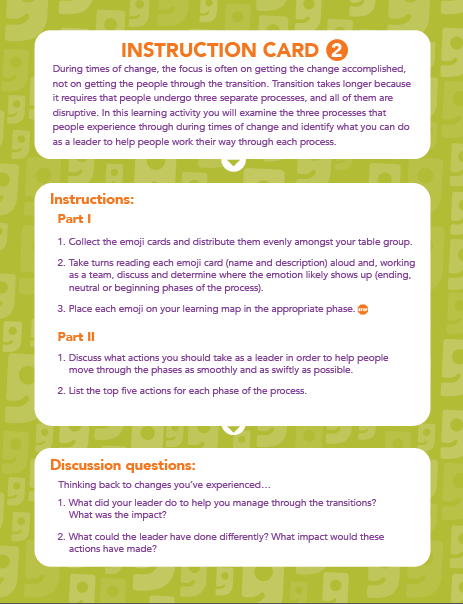 INSTRUCTION CARD 2
During times of change, the focus is often on getting the change accomplished,
not on getting the people through the transition. Transition takes longer because
it requires that people undergo three separate processes, and all of them are
disruptive. In this learning activity you will examine the three processes that
people experience through during times of change and identify what you can do
as a leader to help people work their way through each process.
Instructions:
Part I
1. Collect the emoji cards and distribute them evenly amongst your table group.
2. Take turns reading each emoji card (name and description) aloud and, working
as a team, discuss and determine where the emotion likely shows up (ending,
neutral or beginning phases of the process).
3. Place each emoji on your learning map in the appropriate phase. STOP
Part II
1. Discuss what actions you should take as a leader in order to help people
move through the phases as smoothly and as swiftly as possible.
2. List the top five actions for each phase of the process.
Discussion questions:
Thinking back to changes you've experienced…
1. What did your leader do to help you manage through the transitions?
What was the impact?
2. What could the leader have done differently? What impact would these
actions have made?